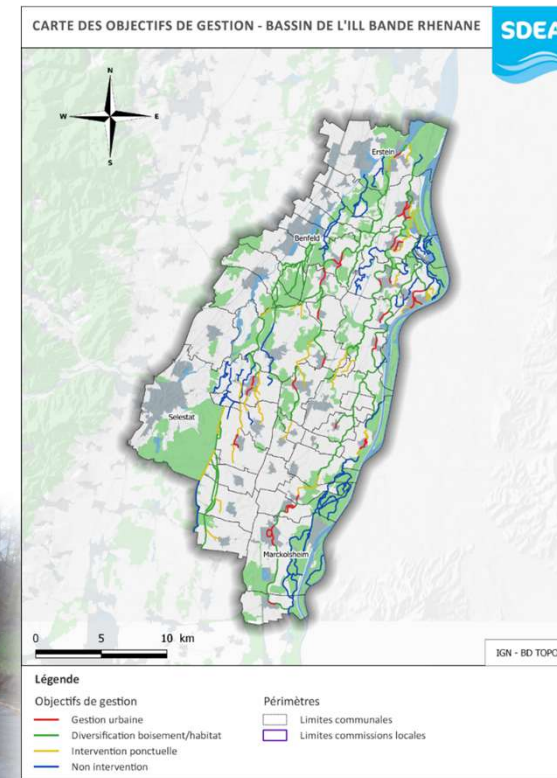 CARTE DES OBJECTIFS DE GESTION - BASSIN DE L'ILL BANDE RHENANE
SDEA
N
W
E
S
Erstein
Benfeld
Selestat
Marckolsheim
0 5 10 km
IGN - BD TOPO
Légende
Objectifs de gestion
Gestion urbaine
Diversification boisement/habitat
Intervention ponctuelle
Non intervention
Périmètres
Limites communales
Limites commissions locales